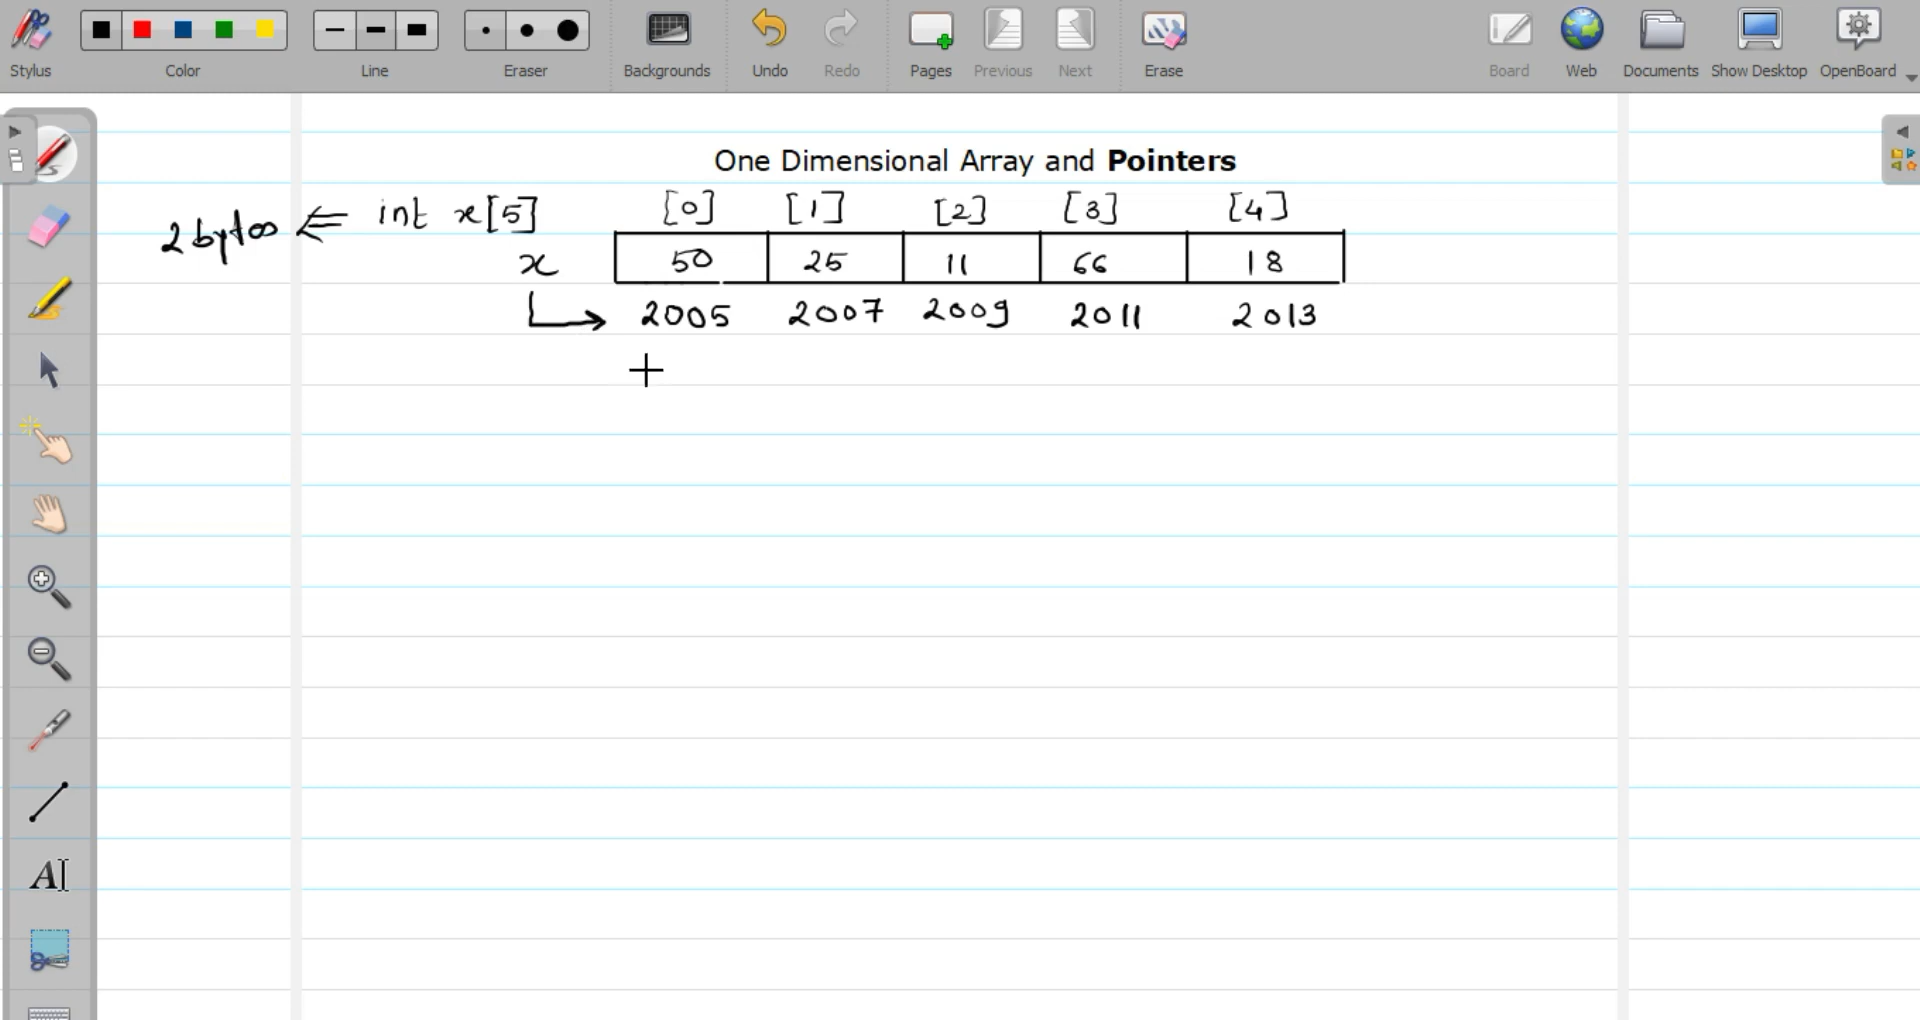 Stylus Color Line Eraser Backgrounds Undo Redo Pages Previous Next Erase Board Web Documents Show Desktop OpenBoard
One Dimensional Array and Pointers
2 bytes ⇐ int x[5] [0] [1] [2] [3] [4]
x 50 25 11 66 18
2005 2007 2009 2011 2013